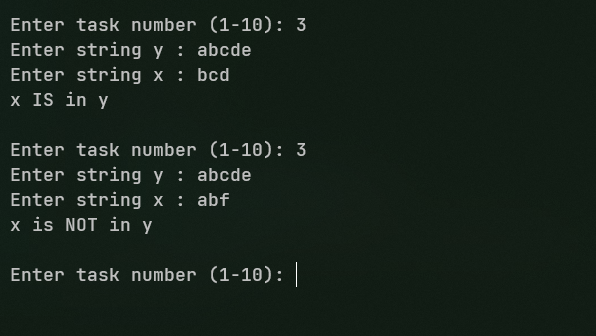 Enter task number (1-10): 3
Enter string y : abcde
Enter string x : bcd
x IS in y
Enter task number (1-10): 3
Enter string y : abcde
Enter string x : abf
x is NOT in y
Enter task number (1-10):